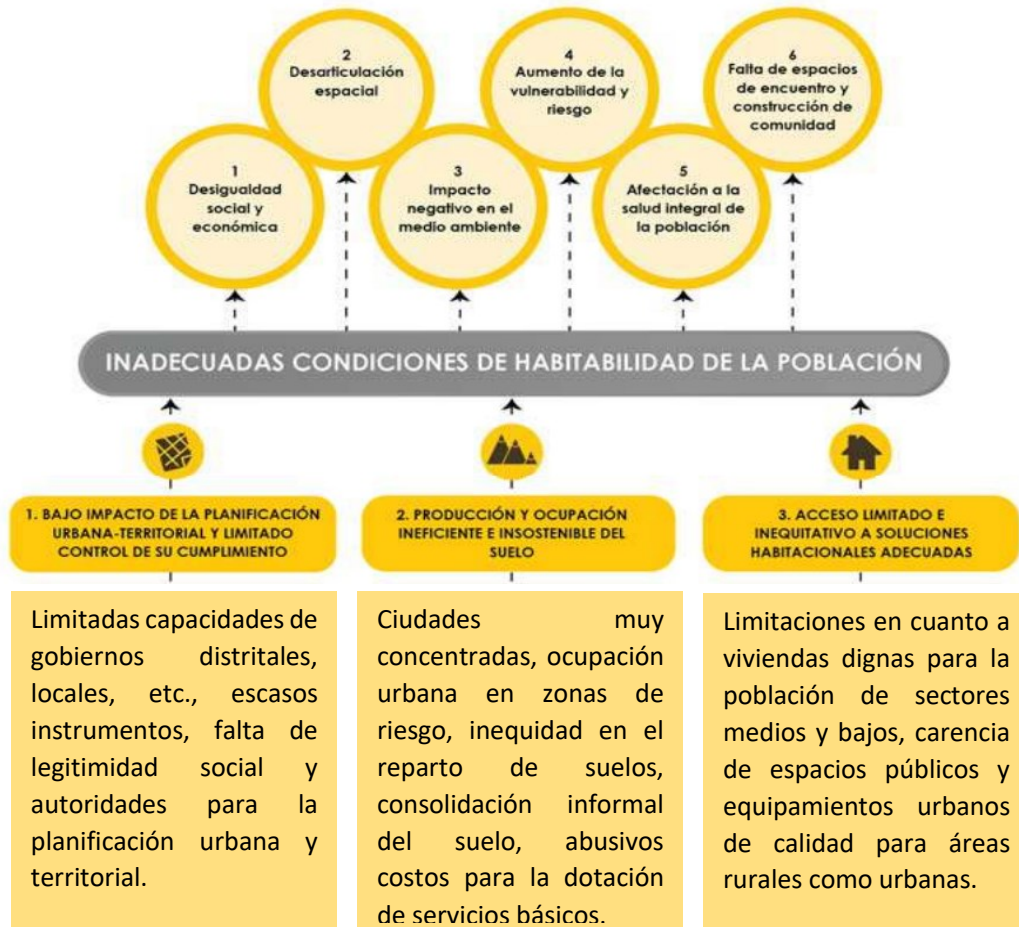 1
Desigualdad
social y
económica
2
Desarticulación
espacial
3
Impacto
negativo en el
medio ambiente
4
Aumento de la
vulnerabilidad y
riesgo
5
Afectación a la
salud integral de
la población
6
Falta de espacios
de encuentro y
construcción de
comunidad
INADECUADAS CONDICIONES DE HABITABILIDAD DE LA POBLACIÓN
1. BAJO IMPACTO DE LA PLANIFICACIÓN
URBANA-TERRITORIAL Y LIMITADO
CONTROL DE SU CUMPLIMIENTO
2. PRODUCCIÓN Y OCUPACIÓN
INEFICIENTE E INSOSTENIBLE DEL
SUELO
3. ACCESO LIMITADO E
INEQUITATIVO A SOLUCIONES
HABITACIONALES ADECUADAS
Limitadas capacidades de
gobiernos distritales,
locales, etc., escasos
instrumentos, falta de
legitimidad social y
autoridades para la
planificación urbana y
territorial.
Ciudades muy
concentradas, ocupación
urbana en zonas de
riesgo, inequidad en el
reparto de suelos,
consolidación informal
del suelo, abusivos
costos para la dotación
de servicios básicos.
Limitaciones en cuanto a
viviendas dignas para la
población de sectores
medios y bajos, carencia
de espacios públicos y
equipamientos urbanos
de calidad para áreas
rurales como urbanas.